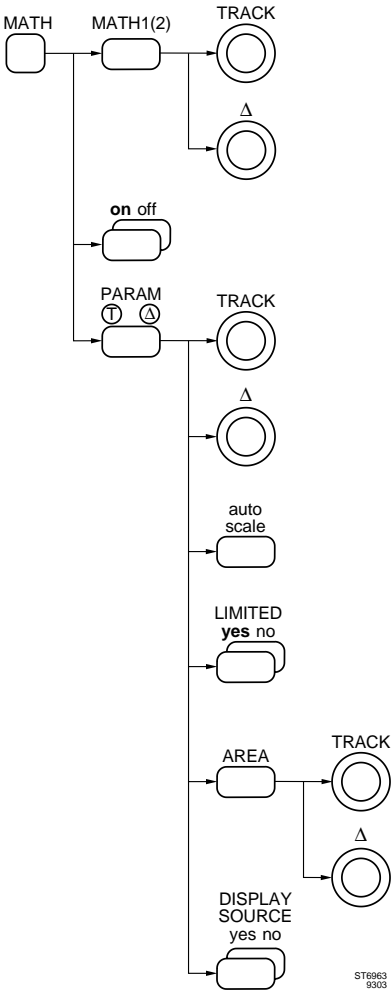 MATH
MATH1(2)
TRACK
Δ
on off
PARAM
T Δ
TRACK
Δ
auto
scale
LIMITED
yes no
AREA
TRACK
Δ
DISPLAY
SOURCE
yes no
ST6963
9303